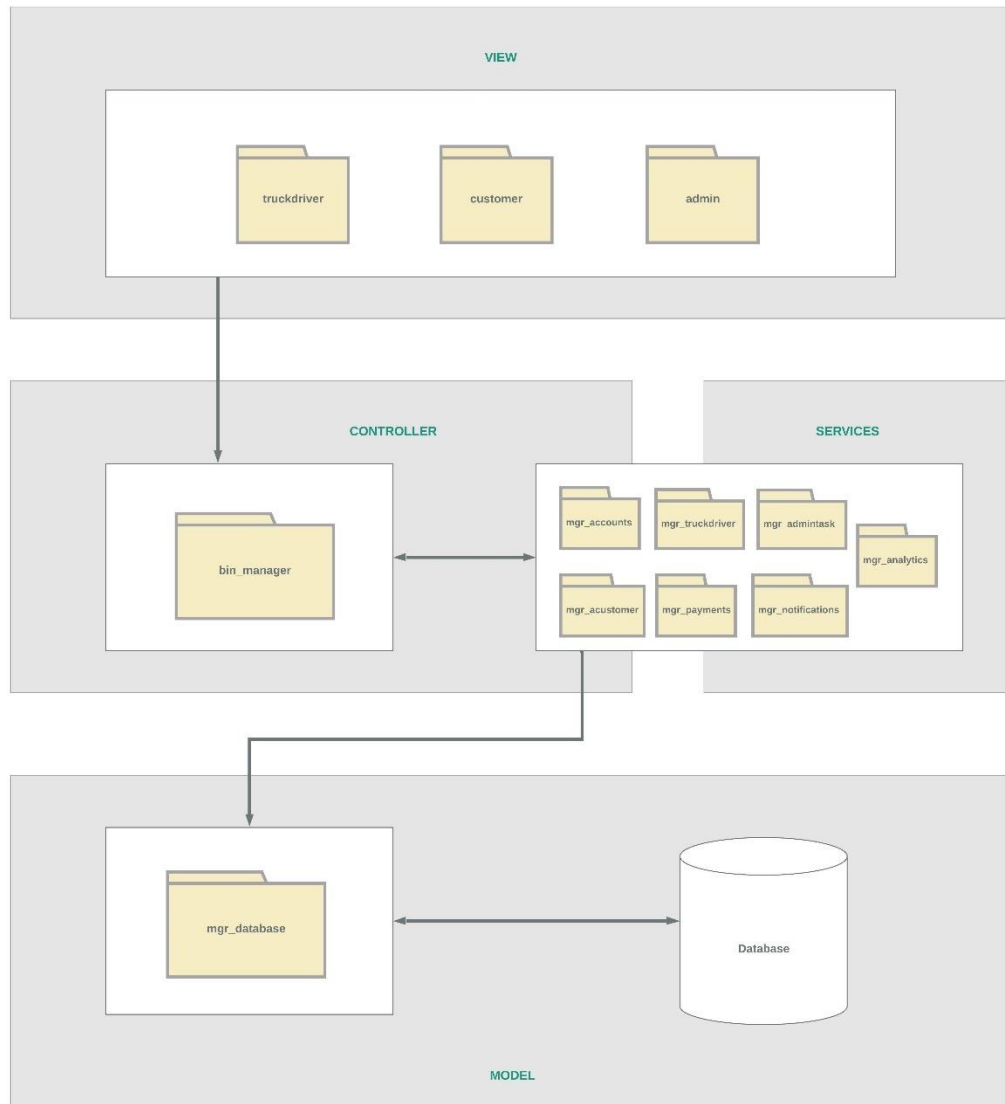 VIEW
truckdriver
customer
admin
CONTROLLER
SERVICES
bin_manager
mgr_accounts
mgr_truckdriver
mgr_admintask
mgr_analytics
mgr_acustomer
mgr_payments
mgr_notifications
mgr_database
Database
MODEL